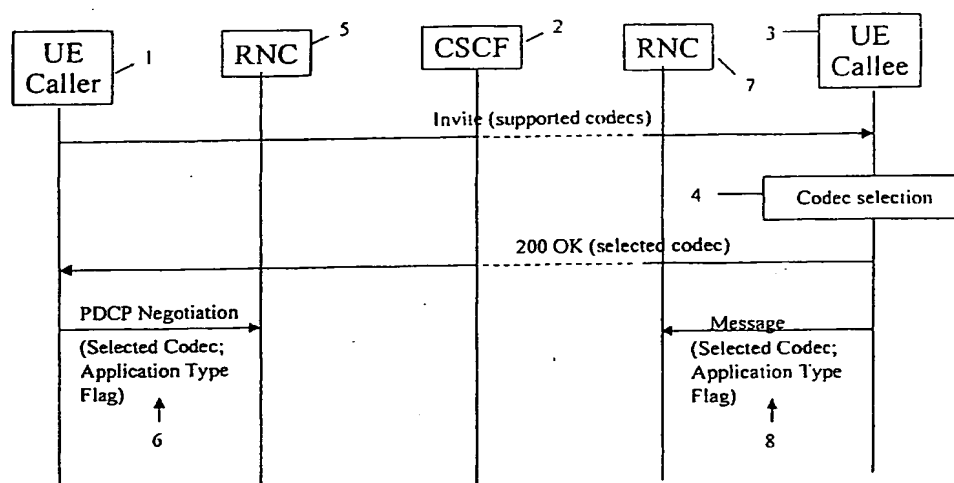 UE
Caller
1
RNC
5
CSCF
2
RNC
7
3
UE
Callee
Invite (supported codecs)
4
Codec selection
200 OK (selected codec)
PDCP Negotiation
(Selected Codec;
Application Type
Flag)
6
Message
(Selected Codec;
Application Type
Flag)
8